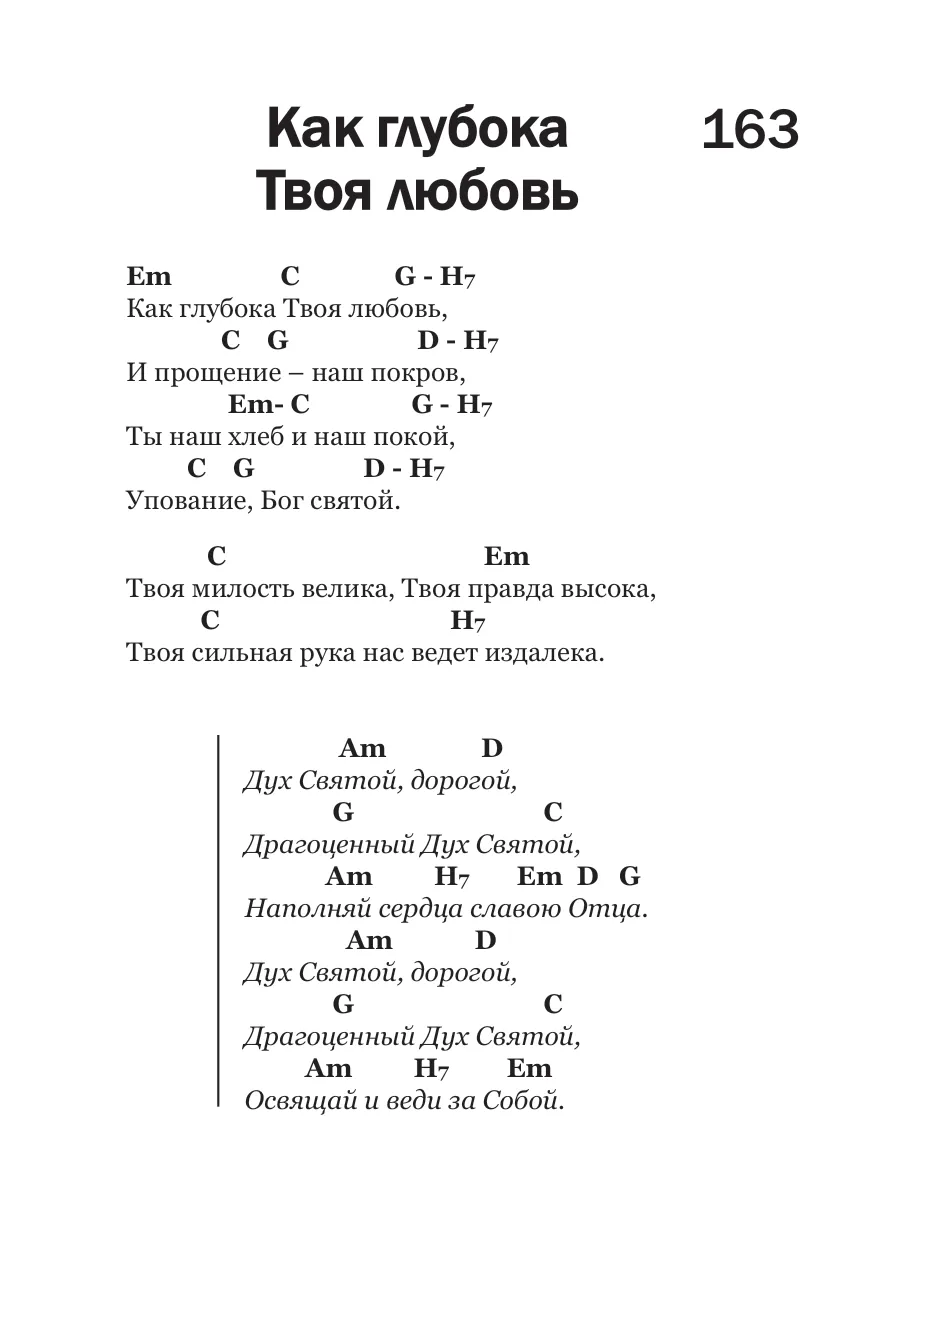 Как глубока 163
Твоя любовь
Em C G - H7
Как глубока Твоя любовь,
C G D - H7
И прощение – наш покров,
Em- C G - H7
Ты наш хлеб и наш покой,
C G D - H7
Упование, Бог святой.
C Em
Твоя милость велика, Твоя правда высока,
C H7
Твоя сильная рука нас ведет издалека.
Am D
Дух Святой, дорогой,
G C
Драгоценный Дух Святой,
Am H7 Em D G
Наполняй сердца славою Отца.
Am D
Дух Святой, дорогой,
G C
Драгоценный Дух Святой,
Am H7 Em
Освящай и веди за Собой.